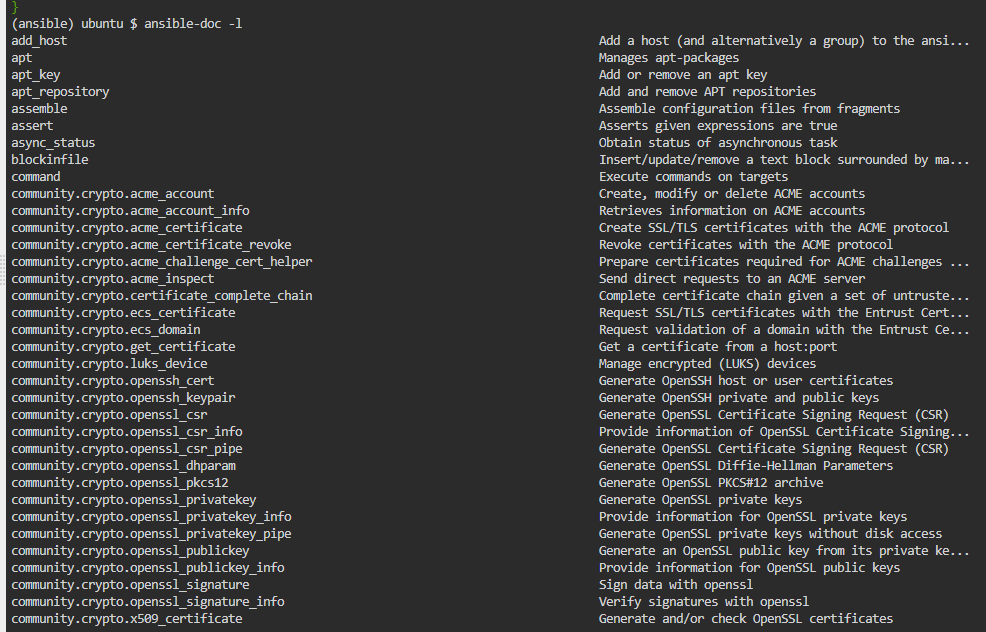 }
(ansible) ubuntu $ ansible-doc -l
add_host Add a host (and alternatively a group) to the ansi...
apt Manages apt-packages
apt_key Add or remove an apt key
apt_repository Add and remove APT repositories
assemble Assemble configuration files from fragments
assert Asserts given expressions are true
async_status Obtain status of asynchronous task
blockinfile Insert/update/remove a text block surrounded by ma...
command Execute commands on targets
community.crypto.acme_account Create, modify or delete ACME accounts
community.crypto.acme_account_info Retrieves information on ACME accounts
community.crypto.acme_certificate Create SSL/TLS certificates with the ACME protocol
community.crypto.acme_certificate_revoke Revoke certificates with the ACME protocol
community.crypto.acme_challenge_cert_helper Prepare certificates required for ACME challenges ...
community.crypto.acme_inspect Send direct requests to an ACME server
community.crypto.certificate_complete_chain Complete certificate chain given a set of untruste...
community.crypto.ecs_certificate Request SSL/TLS certificates with the Entrust Cert...
community.crypto.ecs_domain Request validation of a domain with the Entrust Ce...
community.crypto.get_certificate Get a certificate from a host:port
community.crypto.luks_device Manage encrypted (LUKS) devices
community.crypto.openssh_cert Generate OpenSSH host or user certificates
community.crypto.openssh_keypair Generate OpenSSH private and public keys
community.crypto.openssl_csr Generate OpenSSL Certificate Signing Request (CSR)
community.crypto.openssl_csr_info Provide information of OpenSSL Certificate Signing...
community.crypto.openssl_csr_pipe Generate OpenSSL Certificate Signing Request (CSR)
community.crypto.openssl_dhparam Generate OpenSSL Diffie-Hellman Parameters
community.crypto.openssl_pkcs12 Generate OpenSSL PKCS#12 archive
community.crypto.openssl_privatekey Generate OpenSSL private keys
community.crypto.openssl_privatekey_info Provide information for OpenSSL private keys
community.crypto.openssl_privatekey_pipe Generate OpenSSL private keys without disk access
community.crypto.openssl_publickey Generate an OpenSSL public key from its private ke...
community.crypto.openssl_publickey_info Provide information for OpenSSL public keys
community.crypto.openssl_signature Sign data with openssl
community.crypto.openssl_signature_info Verify signatures with openssl
community.crypto.x509_certificate Generate and/or check OpenSSL certificates